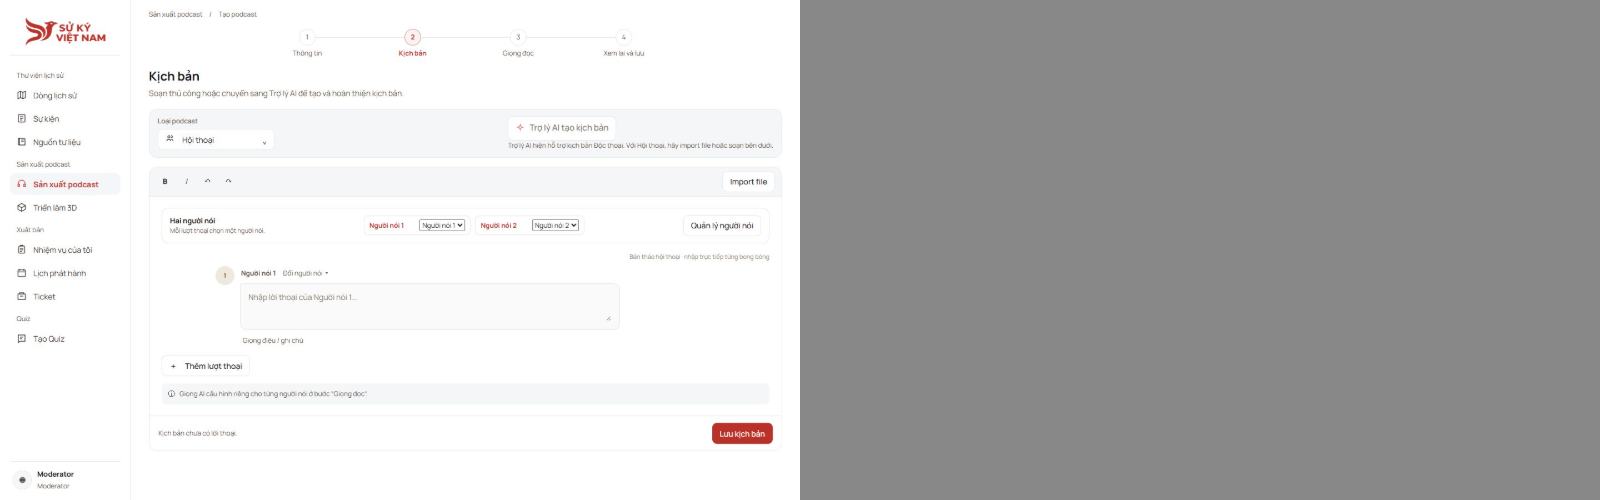 SỬ KÝ
VIỆT NAM
Thư viện lịch sử
Dòng lịch sử
Sự kiện
Nguồn tư liệu
Sản xuất podcast
Sản xuất podcast
Triển lãm 3D
Xuất bản
Nhiệm vụ của tôi
Lịch phát hành
Ticket
Quiz
Tạo Quiz
Moderator
Moderator
Sản xuất podcast / Tạo podcast
1 2 3 4
Thông tin Kịch bản Giọng đọc Xem lại và lưu
Kịch bản
Soạn thủ công hoặc chuyển sang Trợ lý AI để tạo và hoàn thiện kịch bản.
Loại podcast
Hội thoại
Trợ lý AI tạo kịch bản
Trợ lý AI hiện hỗ trợ kịch bản Độc thoại. Với Hội thoại, hãy import file hoặc soạn bên dưới.
B I
Import file
Hai người nói
Mỗi lượt thoại chọn một người nói.
Người nói 1 Người nói 1
Người nói 2 Người nói 2
Quản lý người nói
Bản thảo hội thoại · nhập trực tiếp từng bong bóng
1 Người nói 1 Đổi người nói
Nhập lời thoại của Người nói 1...
Giọng điệu / ghi chú
+ Thêm lượt thoại
Giọng AI cấu hình riêng cho từng người nói ở bước "Giọng đọc".
Kịch bản chưa có lời thoại.
Lưu kịch bản